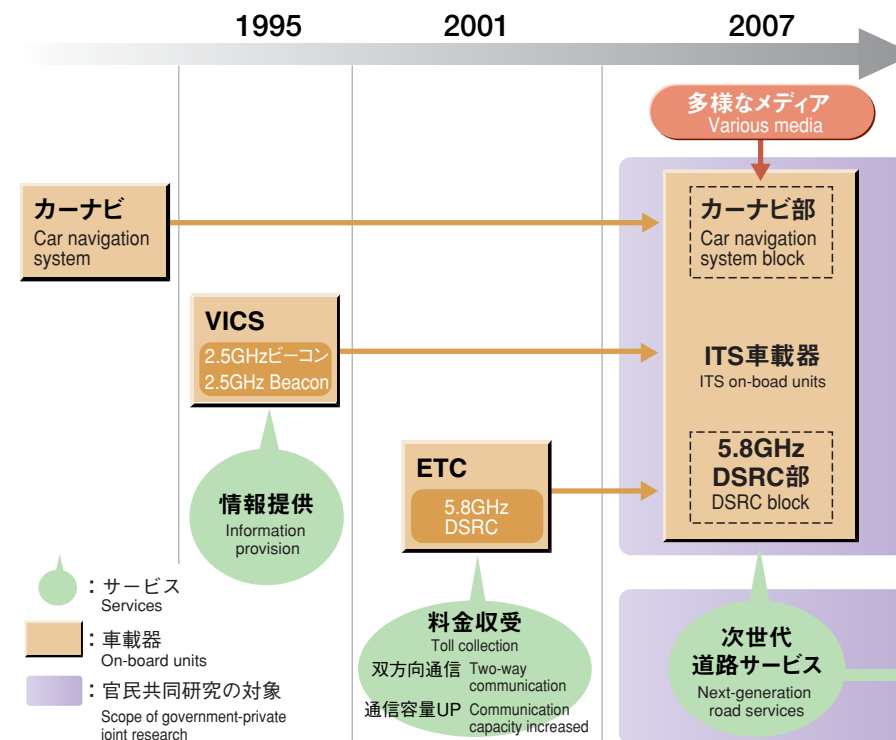 1995
2001
2007
多様なメディア
Various media
カーナビ
Car navigation
system
カーナビ部
Car navigation
system block
VICS
2.5GHzビーコン
2.5GHz Beacon
ITS車載器
ITS on-boad units
ETC
5.8GHz
DSRC
5.8GHz
DSRC部
DSRC block
情報提供
Information
provision
料金収受
Toll collection
双方向通信 Two-way
communication
通信容量UP Communication
capacity increased
次世代
道路サービス
Next-generation
road services
：サービス
Services
：車載器
On-board units
：官民共同研究の対象
Scope of government-private
joint research